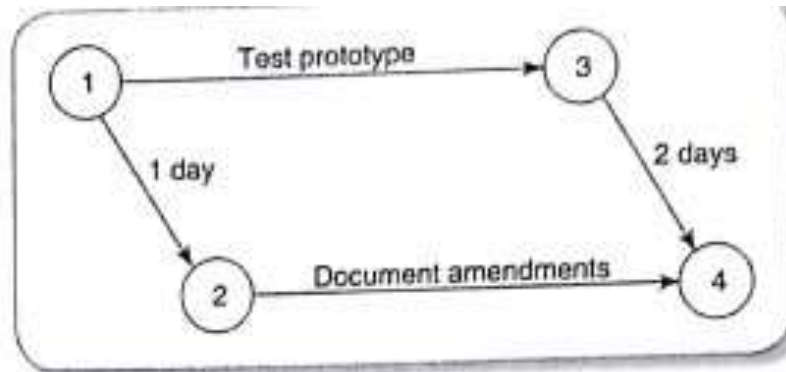 Test prototype
1
3
1 day
2 days
Document amendments
2
4